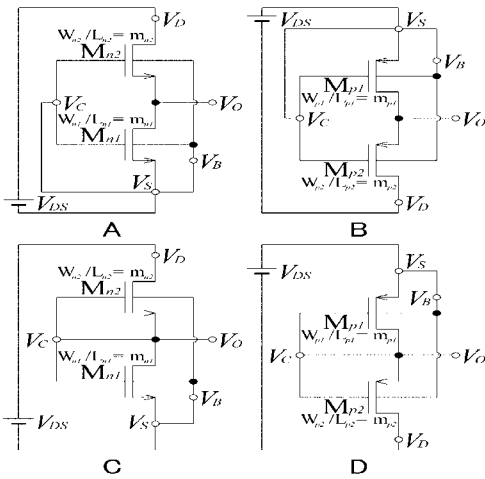 V_D
W_n2/L_n2= m_n2
M_n2
V_C
V_O
W_n1/L_n1= m_n1
M_n1
V_B
V_S
V_DS
A
V_S
V_B
M_p1
W_p1/L_p1= m_p1
V_C
V_O
M_p2
W_p2/L_p2= m_p2
V_D
V_DS
B
V_D
W_n2/L_n2= m_n2
M_n2
V_C
V_O
W_n1/L_n1= m_n1
M_n1
V_B
V_S
V_DS
C
V_DS
V_S
V_B
M_p1
W_p1/L_p1= m_p1
V_C
V_O
M_p2
W_p2/L_p2= m_p2
V_D
D